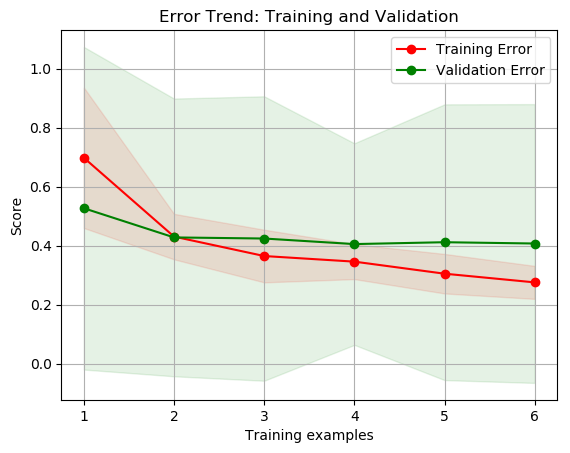 Error Trend: Training and Validation
Training Error
Validation Error
1.0
0.8
0.6
0.4
0.2
0.0
Score
1 2 3 4 5 6
Training examples